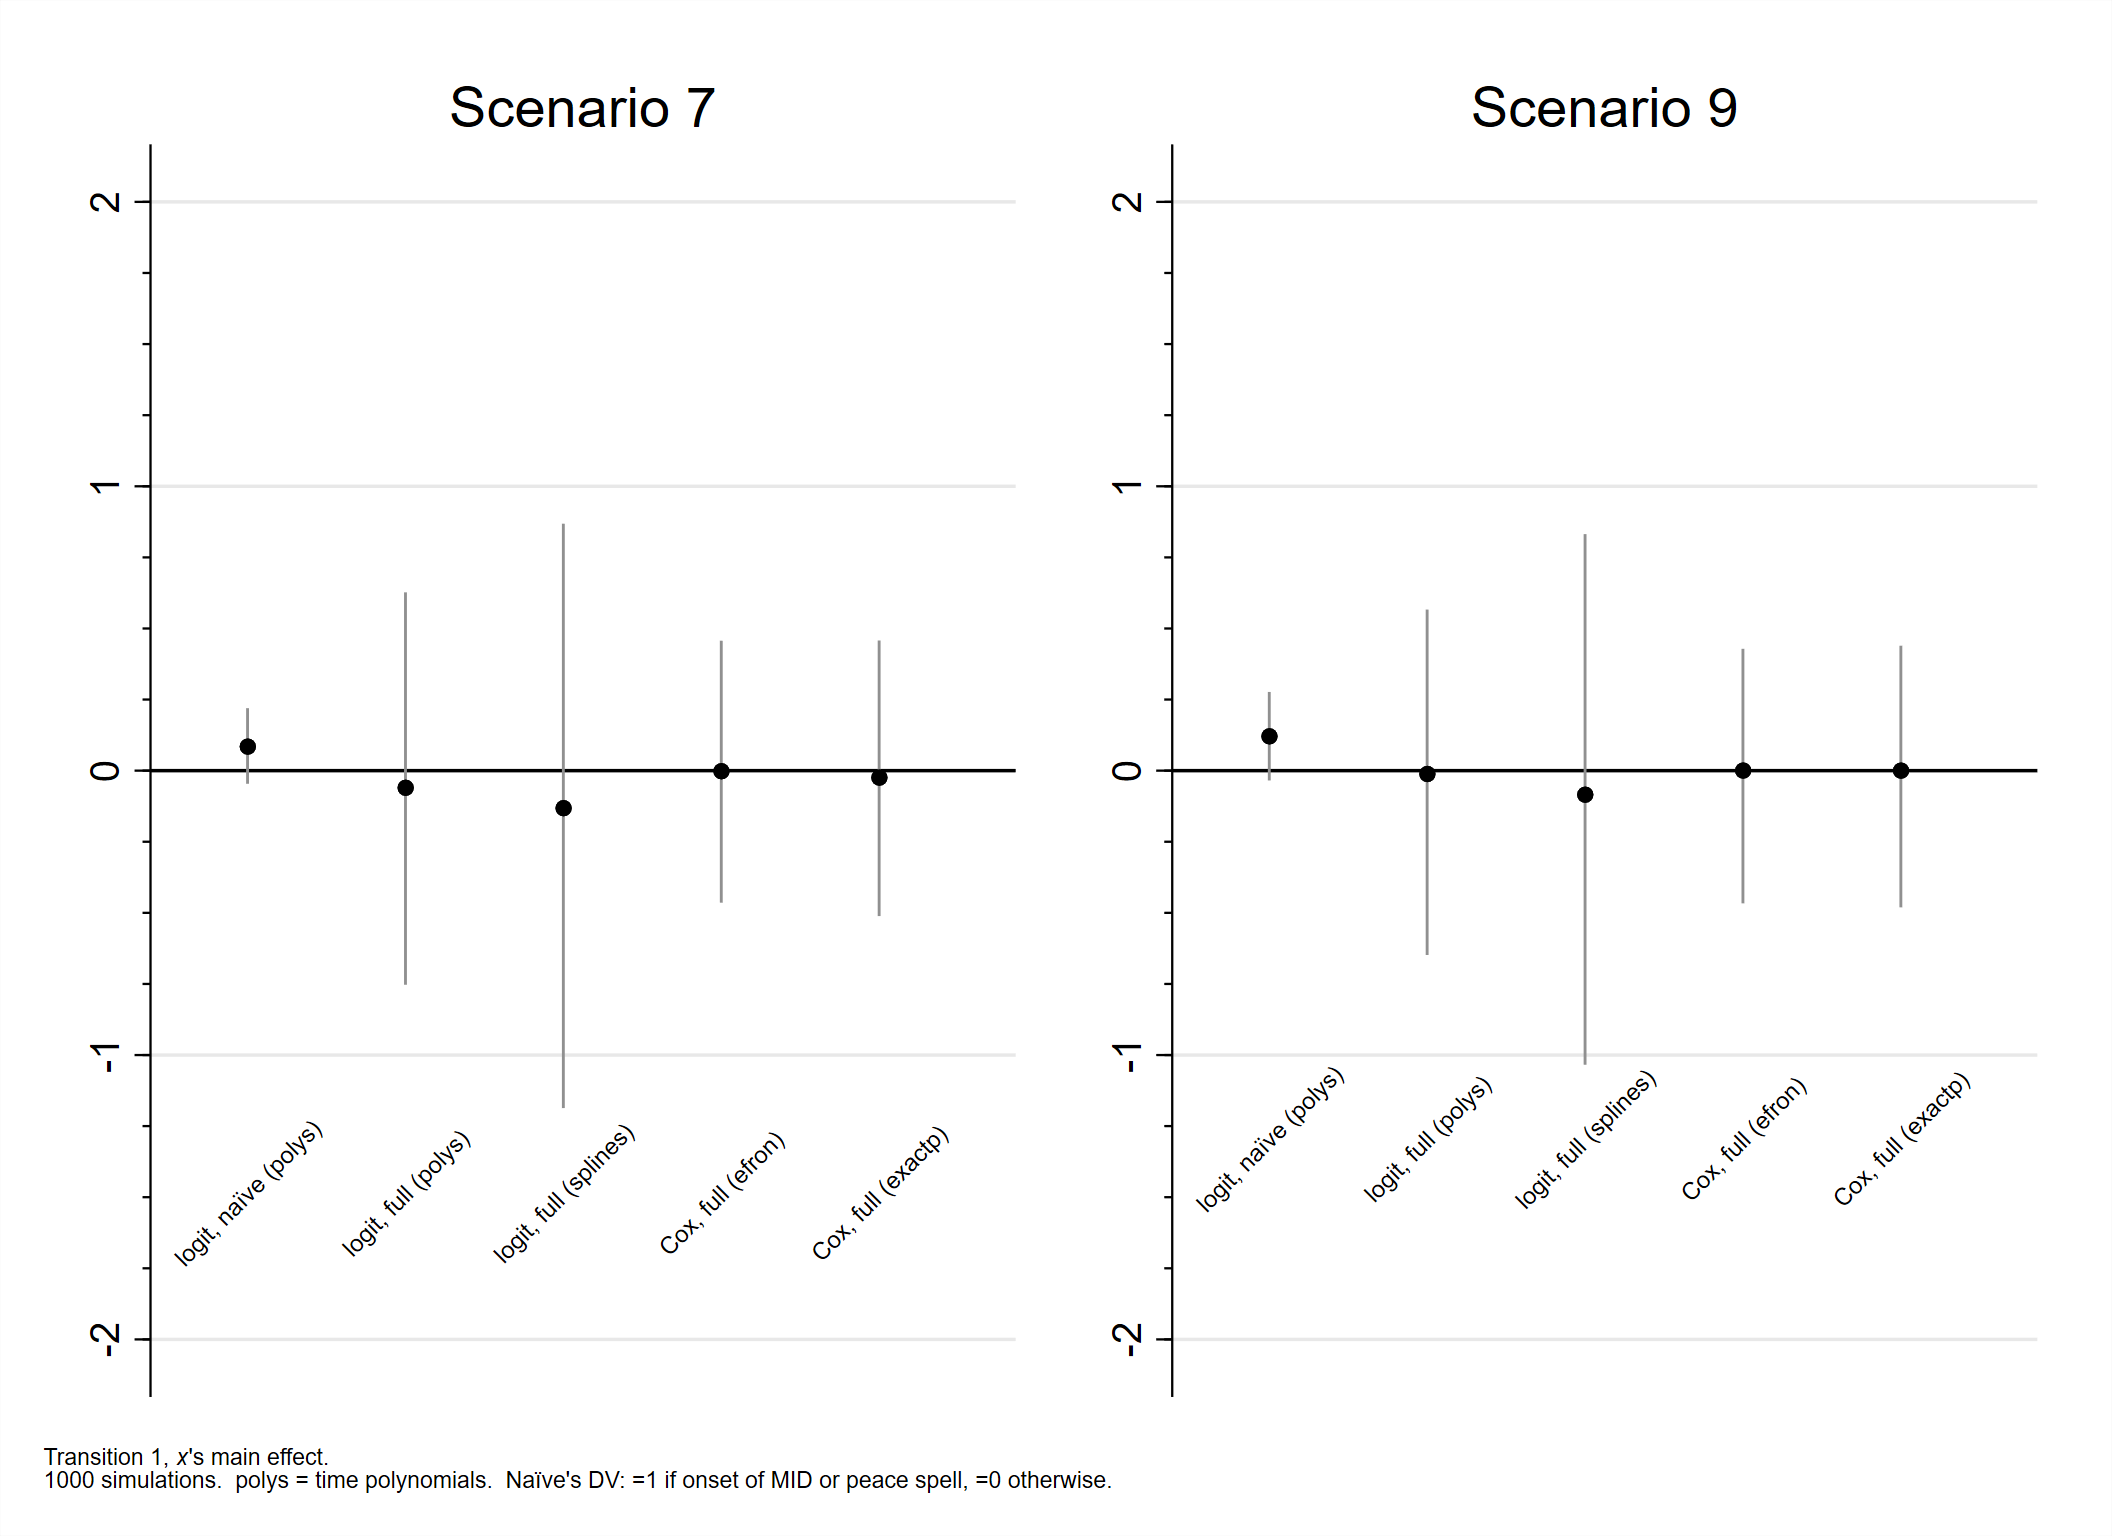 Scenario 7
2
1
0
-1
-2
logit, naïve (polys)
logit, full (polys)
logit, full (splines)
Cox, full (efron)
Cox, full (exactp)
Scenario 9
2
1
0
-1
-2
logit, naïve (polys)
logit, full (polys)
logit, full (splines)
Cox, full (efron)
Cox, full (exactp)
Transition 1, x's main effect.
1000 simulations.  polys = time polynomials.  Naïve's DV: =1 if onset of MID or peace spell, =0 otherwise.